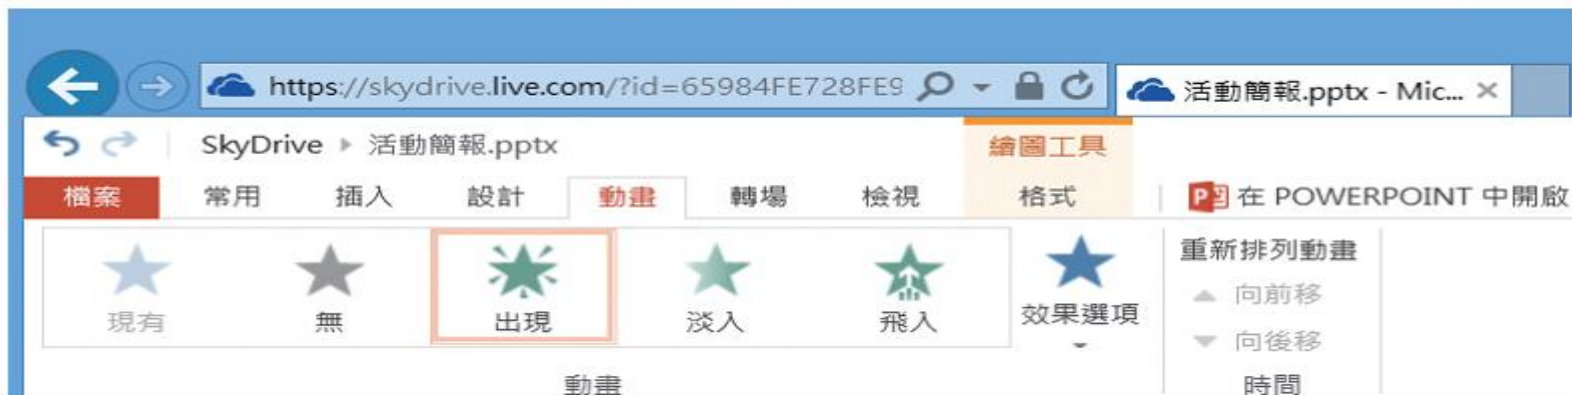 https://skydrive.live.com/?id=65984FE728FE9
活動簡報.pptx - Mic... ×
SkyDrive ▸ 活動簡報.pptx
繪圖工具
檔案 常用 插入 設計 動畫 轉場 檢視 格式 在 POWERPOINT 中開啟
現有 無 出現 淡入 飛入 效果選項
重新排列動畫
向前移
向後移
動畫 時間